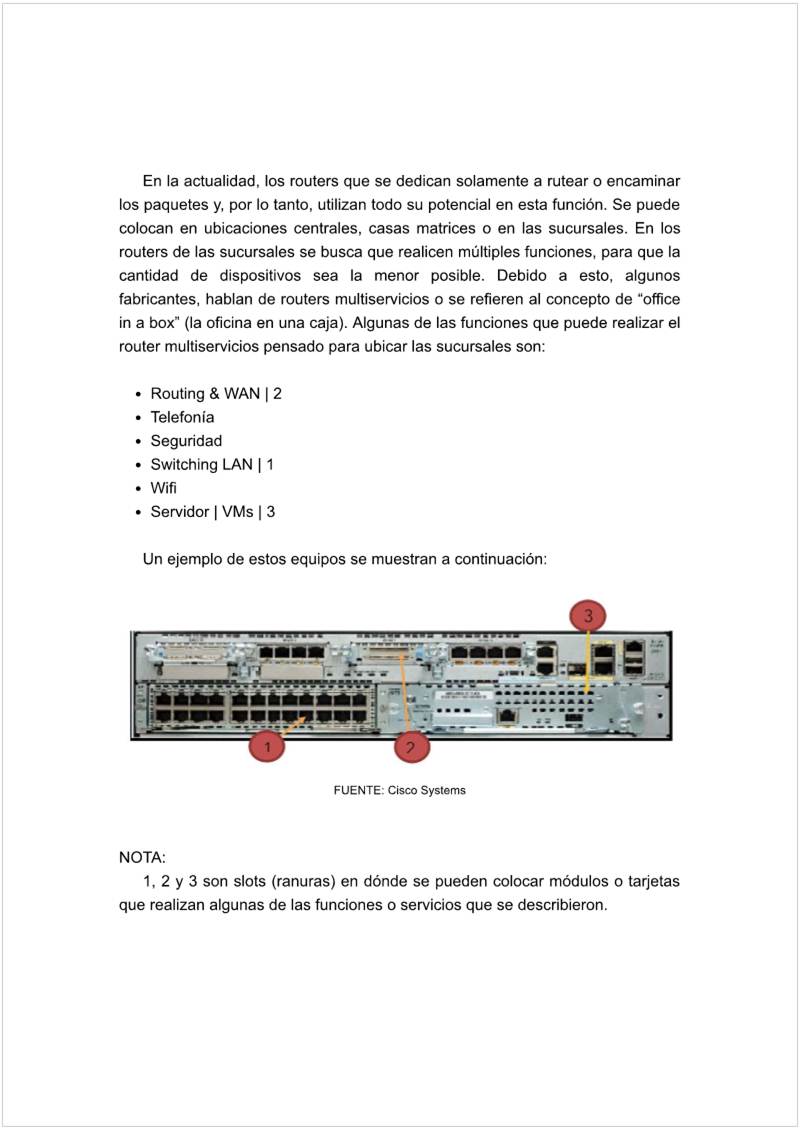 En la actualidad, los routers que se dedican solamente a rutear o encaminar
los paquetes y, por lo tanto, utilizan todo su potencial en esta función. Se puede
colocan en ubicaciones centrales, casas matrices o en las sucursales. En los
routers de las sucursales se busca que realicen múltiples funciones, para que la
cantidad de dispositivos sea la menor posible. Debido a esto, algunos
fabricantes, hablan de routers multiservicios o se refieren al concepto de “office
in a box” (la oficina en una caja). Algunas de las funciones que puede realizar el
router multiservicios pensado para ubicar las sucursales son:
• Routing & WAN | 2
• Telefonía
• Seguridad
• Switching LAN | 1
• Wifi
• Servidor | VMs | 3
Un ejemplo de estos equipos se muestran a continuación:
3
1
2
FUENTE: Cisco Systems
NOTA:
1, 2 y 3 son slots (ranuras) en dónde se pueden colocar módulos o tarjetas
que realizan algunas de las funciones o servicios que se describieron.